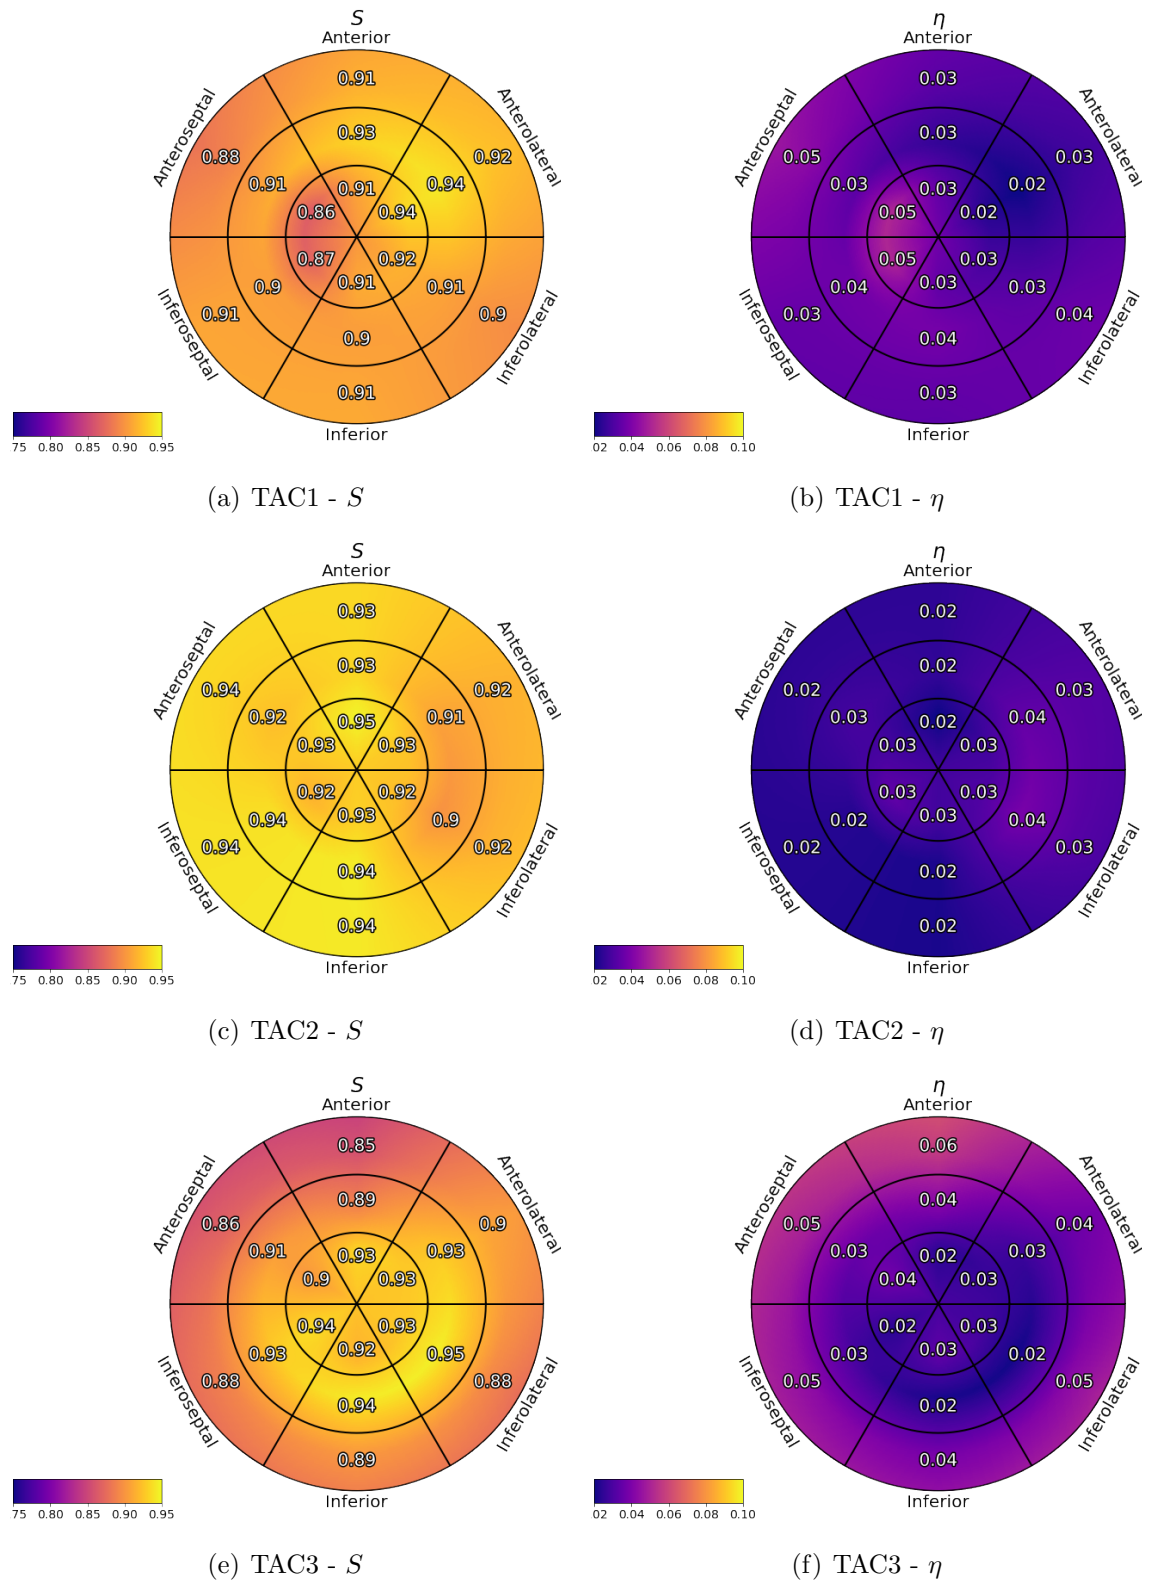 S
Anterior
η
Anterior
Anteroseptal
Anterolateral
Anteroseptal
Anterolateral
0.91
0.88
0.92
0.93
0.91
0.94
0.91
0.86
0.94
0.87
0.92
0.91
0.9
0.91
0.9
0.91
0.9
0.91
0.03
0.05
0.03
0.03
0.03
0.02
0.03
0.05
0.02
0.05
0.03
0.03
0.04
0.03
0.04
0.03
0.04
0.03
Inferoseptal
Inferolateral
Inferoseptal
Inferolateral
Inferior
Inferior
75 0.80 0.85 0.90 0.95
02 0.04 0.06 0.08 0.10
(a) TAC1 - S
(b) TAC1 - η
S
Anterior
η
Anterior
Anteroseptal
Anterolateral
Anteroseptal
Anterolateral
0.93
0.94
0.92
0.93
0.92
0.91
0.95
0.93
0.93
0.92
0.92
0.93
0.94
0.9
0.94
0.92
0.94
0.94
0.02
0.02
0.03
0.02
0.03
0.04
0.02
0.03
0.03
0.03
0.03
0.03
0.02
0.04
0.02
0.03
0.02
0.02
Inferoseptal
Inferolateral
Inferoseptal
Inferolateral
Inferior
Inferior
75 0.80 0.85 0.90 0.95
02 0.04 0.06 0.08 0.10
(c) TAC2 - S
(d) TAC2 - η
S
Anterior
η
Anterior
Anteroseptal
Anterolateral
Anteroseptal
Anterolateral
0.85
0.86
0.9
0.89
0.91
0.93
0.93
0.9
0.93
0.94
0.93
0.92
0.93
0.95
0.88
0.88
0.94
0.89
0.06
0.05
0.04
0.04
0.03
0.03
0.02
0.04
0.03
0.02
0.03
0.03
0.03
0.02
0.05
0.05
0.02
0.04
Inferoseptal
Inferolateral
Inferoseptal
Inferolateral
Inferior
Inferior
75 0.80 0.85 0.90 0.95
02 0.04 0.06 0.08 0.10
(e) TAC3 - S
(f) TAC3 - η